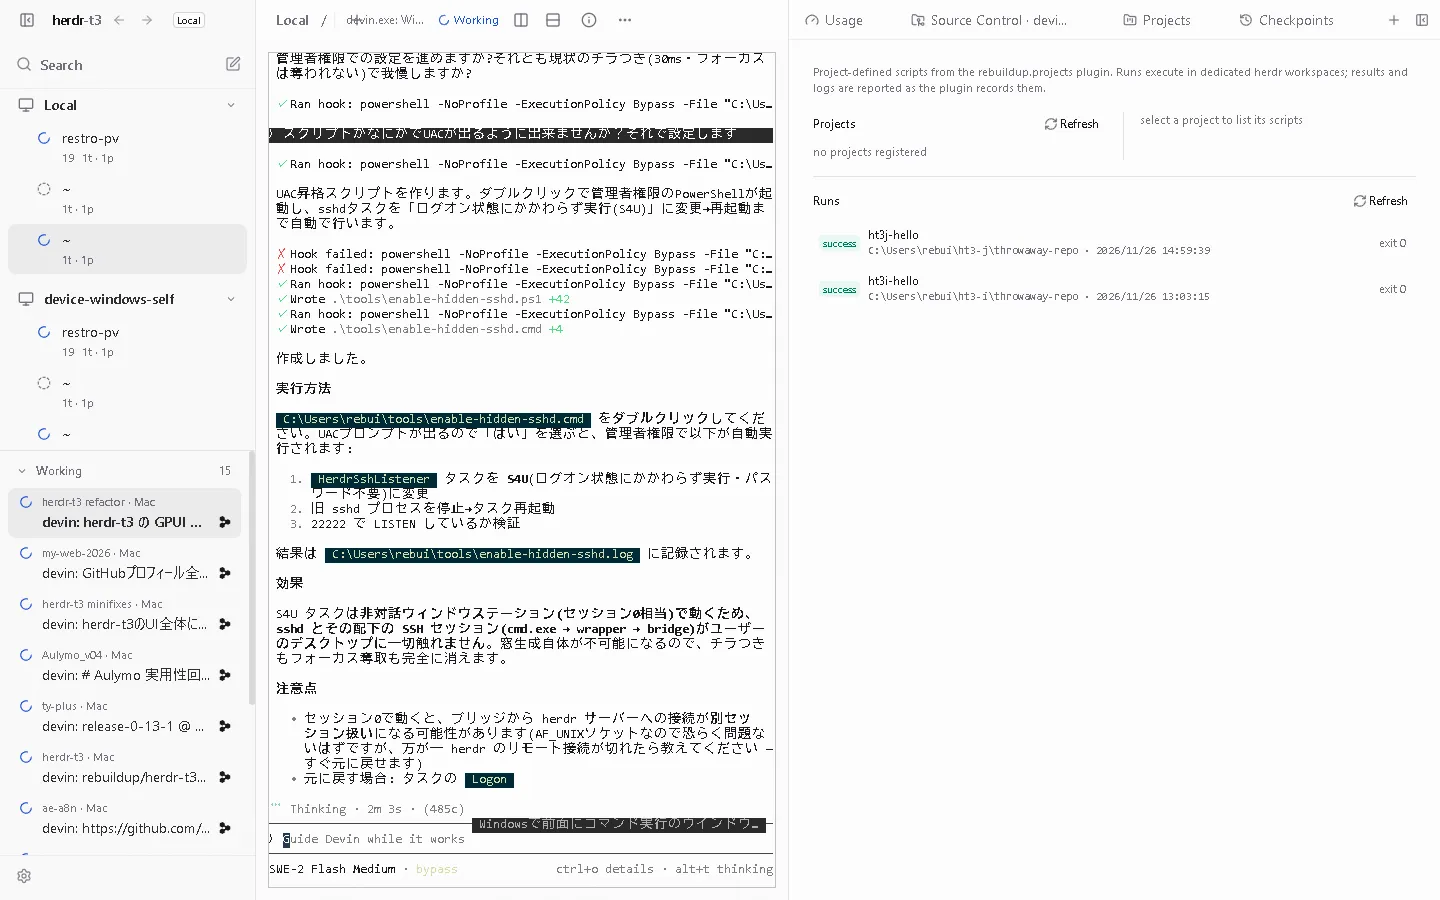 herdr-t3
Local
Search
Local
restro-pv
19 1t · 1p
~
1t · 1p
~
1t · 1p
device-windows-self
restro-pv
19 1t · 1p
~
1t · 1p
~
Working 15
herdr-t3 refactor · Mac
devin: herdr-t3 の GPUI ...
my-web-2026 · Mac
devin: GitHubプロフィール全...
herdr-t3 minifixes · Mac
devin: herdr-t3のUI全体に...
Aulymo_v04 · Mac
devin: # Aulymo 実用性回...
ty-plus · Mac
devin: release-0-13-1 @ ...
herdr-t3 · Mac
devin: rebuildup/herdr-t3...
ae-a8n · Mac
devin: https://github.com/...
Local / devin.exe: Wi... Working
管理者権限での設定を進めますか?それとも現状のチラつき(30ms・フォーカス
は奪われない)で我慢しますか?
✓Ran hook: powershell -NoProfile -ExecutionPolicy Bypass -File "C:\Us…
スクリプトかなにかでUACが出るように出来ませんか？それで設定します
✓Ran hook: powershell -NoProfile -ExecutionPolicy Bypass -File "C:\Us…
UAC昇格スクリプトを作ります。ダブルクリックで管理者権限のPowerShellが起
動し、sshdタスクを「ログオン状態にかかわらず実行(S4U)」に変更→再起動ま
で自動で行います。
✗Hook failed: powershell -NoProfile -ExecutionPolicy Bypass -File "C:…
✗Hook failed: powershell -NoProfile -ExecutionPolicy Bypass -File "C:…
✓Ran hook: powershell -NoProfile -ExecutionPolicy Bypass -File "C:\Us…
✓Wrote .\tools\enable-hidden-sshd.ps1 +42
✓Ran hook: powershell -NoProfile -ExecutionPolicy Bypass -File "C:\Us…
✓Wrote .\tools\enable-hidden-sshd.cmd +4
作成しました。
実行方法
C:\Users\rebui\tools\enable-hidden-sshd.cmd をダブルクリックしてくだ
さい。UACプロンプトが出るので「はい」を選ぶと、管理者権限で以下が自動実
行されます:
1. HerdrSshListener タスクを S4U(ログオン状態にかかわらず実行・パス
ワード不要)に変更
2. 旧 sshd プロセスを停止→タスク再起動
3. 22222 で LISTEN しているか検証
結果は C:\Users\rebui\tools\enable-hidden-sshd.log に記録されます。
効果
S4U タスクは非対話ウィンドウステーション(セッション0相当)で動くため、
sshd とその配下の SSH セッション(cmd.exe → wrapper → bridge)がユーザー
のデスクトップに一切触れません。窓生成自体が不可能になるので、チラつき
もフォーカス奪取も完全に消えます。
注意点
• セッション0で動くと、ブリッジから herdr サーバーへの接続が別セッ
ション扱いになる可能性があります(AF_UNIXソケットなので恐らく問題な
いはずですが、万が一 herdr のリモート接続が切れたら教えてください —
すぐ元に戻せます)
• 元に戻す場合: タスクの Logon
Thinking · 2m 3s · (485c)
Windowsで前面にコマンド実行のウインドウ…
Guide Devin while it works
SWE-2 Flash Medium · bypass ctrl+o details · alt+t thinking
Usage Source Control · devi... Projects Checkpoints
Project-defined scripts from the rebuildup.projects plugin. Runs execute in dedicated herdr workspaces; results and
logs are reported as the plugin records them.
Projects Refresh
no projects registered
select a project to list its scripts
Runs Refresh
success ht3j-hello exit 0
C:\Users\rebui\ht3-j\throwaway-repo · 2026/11/26 14:59:39
success ht3i-hello exit 0
C:\Users\rebui\ht3-i\throwaway-repo · 2026/11/26 13:03:15